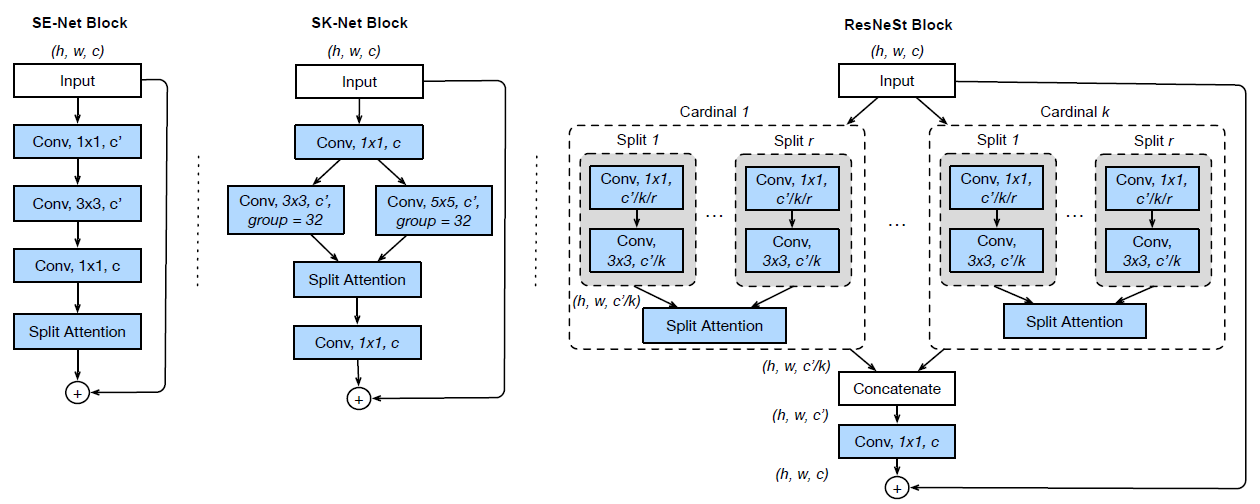 SE-Net Block
(h, w, c)
Input
Conv, 1x1, c’
Conv, 3x3, c’
Conv, 1x1, c
Split Attention
+
SK-Net Block
(h, w, c)
Input
Conv, 1x1, c
Conv, 3x3, c’,
group = 32
Conv, 5x5, c’,
group = 32
Split Attention
Conv, 1x1, c
+
ResNeSt Block
(h, w, c)
Input
Cardinal 1
Split 1
Conv, 1x1,
c’/k/r
Conv,
3x3, c’/k
...
Split r
Conv, 1x1,
c’/k/r
Conv,
3x3, c’/k
(h, w, c’/k)
Split Attention
...
Cardinal k
Split 1
Conv, 1x1,
c’/k/r
Conv,
3x3, c’/k
...
Split r
Conv, 1x1,
c’/k/r
Conv,
3x3, c’/k
Split Attention
(h, w, c’/k)
Concatenate
(h, w, c’)
Conv, 1x1, c
(h, w, c)
+